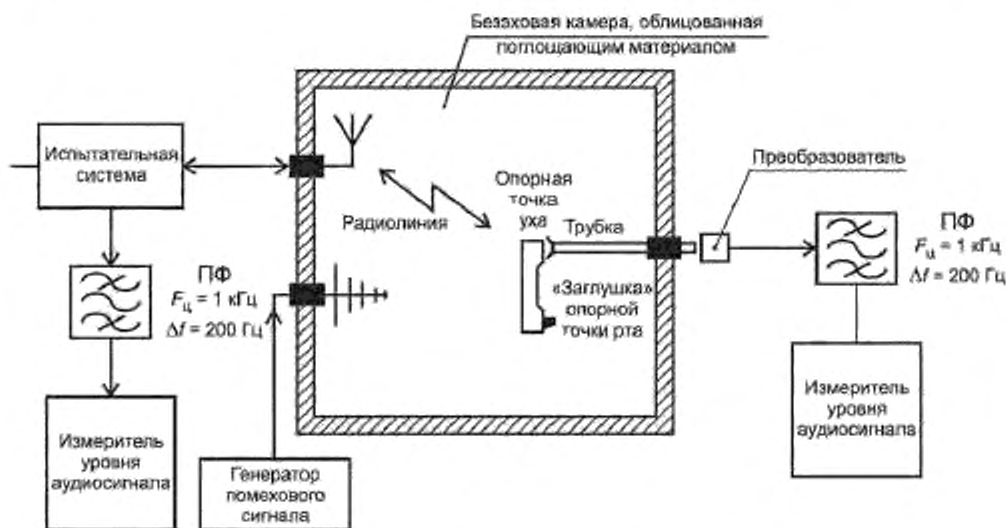 Безэховая камера, облицованная
поглощающим материалом
Испытательная
система
Радиолиния
Опорная
точка
уха
Трубка
Преобразователь
ПФ
Fц = 1 кГц
Δf = 200 Гц
ПФ
Fц = 1 кГц
Δf = 200 Гц
«Заглушка»
опорной
точки рта
Измеритель
уровня
аудиосигнала
Генератор
помехового
сигнала
Измеритель
уровня
аудиосигнала